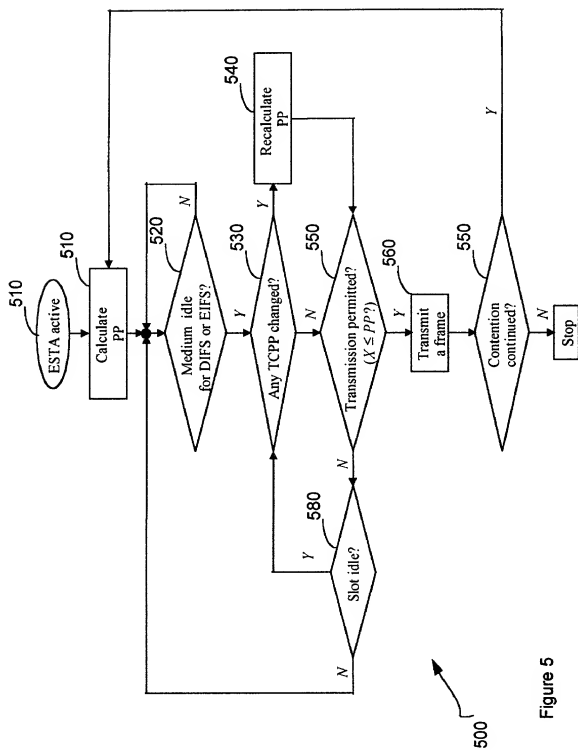 510
ESTA active
510
Calculate
PP
520
Medium idle
for DIFS or EIFS?
N
Y
530
Any TCPP changed?
Y
N
540
Recalculate
PP
550
Transmission permitted?
(X ≤ PP?)
N
Y
580
Slot idle?
Y
N
560
Transmit
a frame
550
Contention
continued?
Y
N
Stop
500
Figure 5